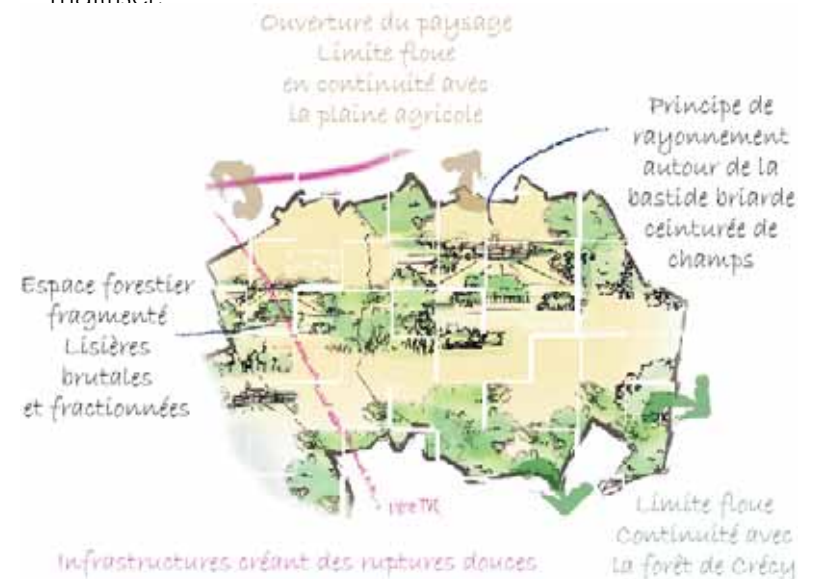 Ouverture du paysage
Limite floue
en continuité avec
la plaine agricole
Principe de
rayonnement
autour de la
bastide briarde
ceinturée de
champs
Espace forestier
fragmenté
Lisières
brutales
et fractionnées
Limite floue
Continuité avec
la forêt de Crécy
Infrastructures créant des ruptures douces